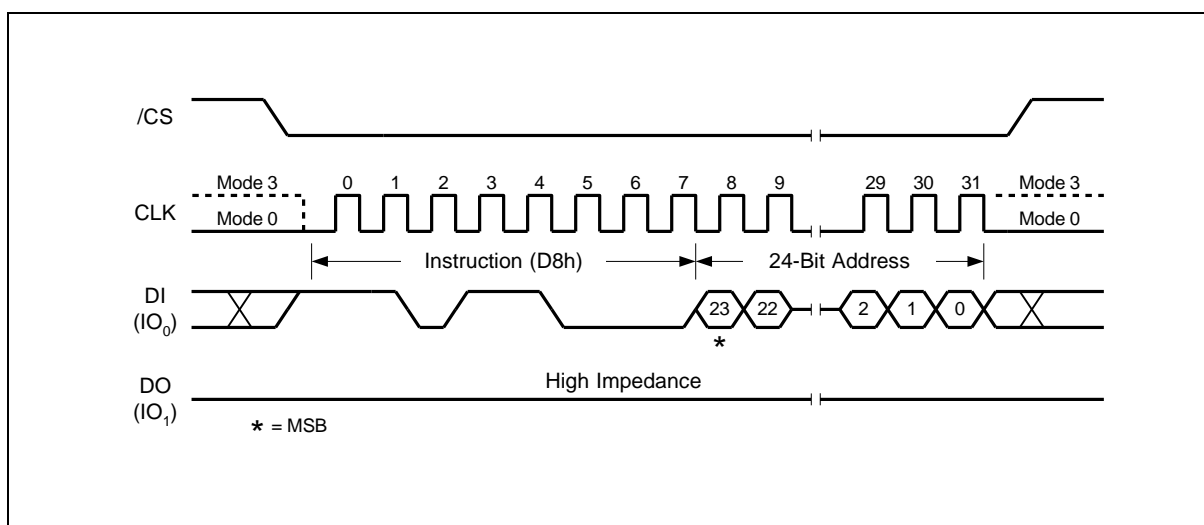 /CS
Mode 3 0 1 2 3 4 5 6 7 8 9 29 30 31 Mode 3
CLK Mode 0 Mode 0
Instruction (D8h) 24-Bit Address
DI
(IO0) 23 22 2 1 0
*
High Impedance
DO
(IO1)
* = MSB